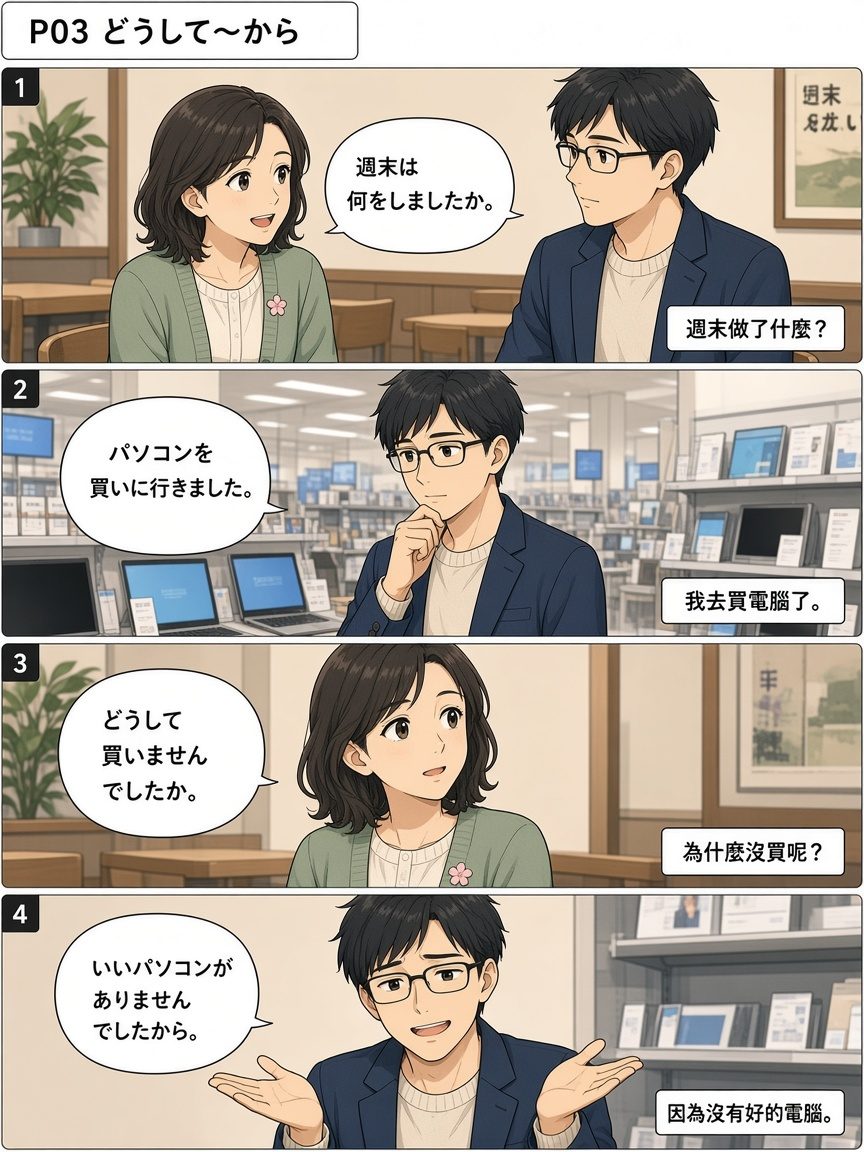 P03 どうして～から
1
週末は
何をしましたか。
週末
週末做了什麼？
2
パソコンを
買いに行きました。
我去買電腦了。
3
どうして
買いません
でしたか。
為什麼沒買呢？
4
いいパソコンが
ありません
でしたから。
因為沒有好的電腦。